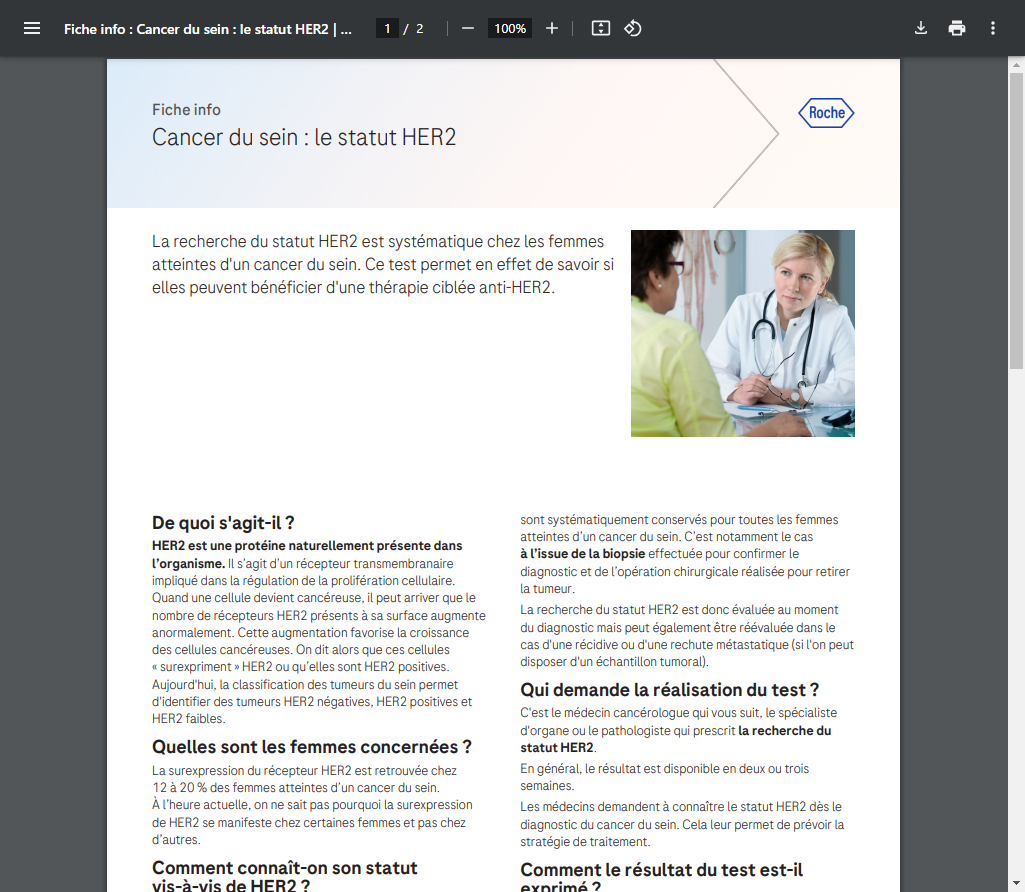 Fiche info : Cancer du sein : le statut HER2 | ...
1 / 2
100%
Fiche info
Cancer du sein : le statut HER2
Roche
La recherche du statut HER2 est systématique chez les femmes
atteintes d'un cancer du sein. Ce test permet en effet de savoir si
elles peuvent bénéficier d'une thérapie ciblée anti-HER2.
De quoi s'agit-il ?
HER2 est une protéine naturellement présente dans
l'organisme. Il s'agit d'un récepteur transmembranaire
impliqué dans la régulation de la prolifération cellulaire.
Quand une cellule devient cancéreuse, il peut arriver que le
nombre de récepteurs HER2 présents à sa surface augmente
anormalement. Cette augmentation favorise la croissance
des cellules cancéreuses. On dit alors que ces cellules
« surexpriment » HER2 ou qu'elles sont HER2 positives.
Aujourd'hui, la classification des tumeurs du sein permet
d'identifier des tumeurs HER2 négatives, HER2 positives et
HER2 faibles.
Quelles sont les femmes concernées ?
La surexpression du récepteur HER2 est retrouvée chez
12 à 20 % des femmes atteintes d'un cancer du sein.
À l'heure actuelle, on ne sait pas pourquoi la surexpression
de HER2 se manifeste chez certaines femmes et pas chez
d'autres.
Comment connaît-on son statut
vis-à-vis de HER2 ?
sont systématiquement conservés pour toutes les femmes
atteintes d'un cancer du sein. C'est notamment le cas
à l'issue de la biopsie effectuée pour confirmer le
diagnostic et de l'opération chirurgicale réalisée pour retirer
la tumeur.
La recherche du statut HER2 est donc évaluée au moment
du diagnostic mais peut également être réévaluée dans le
cas d'une récidive ou d'une rechute métastatique (si l'on peut
disposer d'un échantillon tumoral).
Qui demande la réalisation du test ?
C'est le médecin cancérologue qui vous suit, le spécialiste
d'organe ou le pathologiste qui prescrit la recherche du
statut HER2.
En général, le résultat est disponible en deux ou trois
semaines.
Les médecins demandent à connaître le statut HER2 dès le
diagnostic du cancer du sein. Cela leur permet de prévoir la
stratégie de traitement.
Comment le résultat du test est-il
exprimé ?